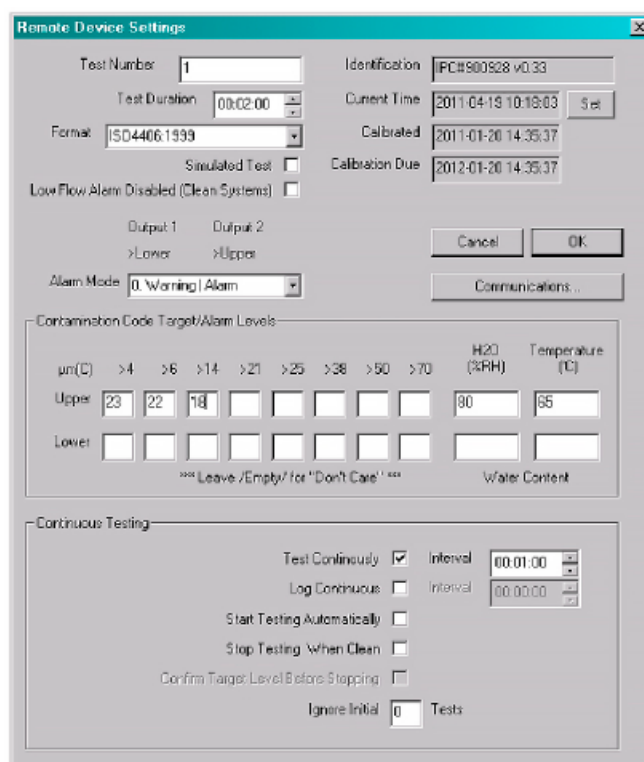 Remote Device Settings
Test Number 1 Identification IPC#900928 v0.33
Test Duration 00:02:00 Current Time 2011-04-19 10:18:03 Set
Format ISO4406:1999 Calibrated 2011-01-20 14:35:37
Simulated Test Calibration Due 2012-01-20 14:35:37
Low Flow Alarm Disabled (Clean Systems)
Output 1 Output 2
>Lower >Upper Cancel OK
Alarm Mode 0. Warning | Alarm Communications...
Contamination Code Target/Alarm Levels
H2O Temperature
µm(C) >4 >6 >14 >21 >25 >38 >50 >70 (%RH) (°C)
Upper 23 22 18 80 65
Lower
*** Leave /Empty/ for "Don't Care" *** Water Content
Continuous Testing
Test Continously Interval 00:01:00
Log Continuous Interval 00:00:00
Start Testing Automatically
Stop Testing When Clean
Confirm Target Level Before Stopping
Ignore Initial 0 Tests